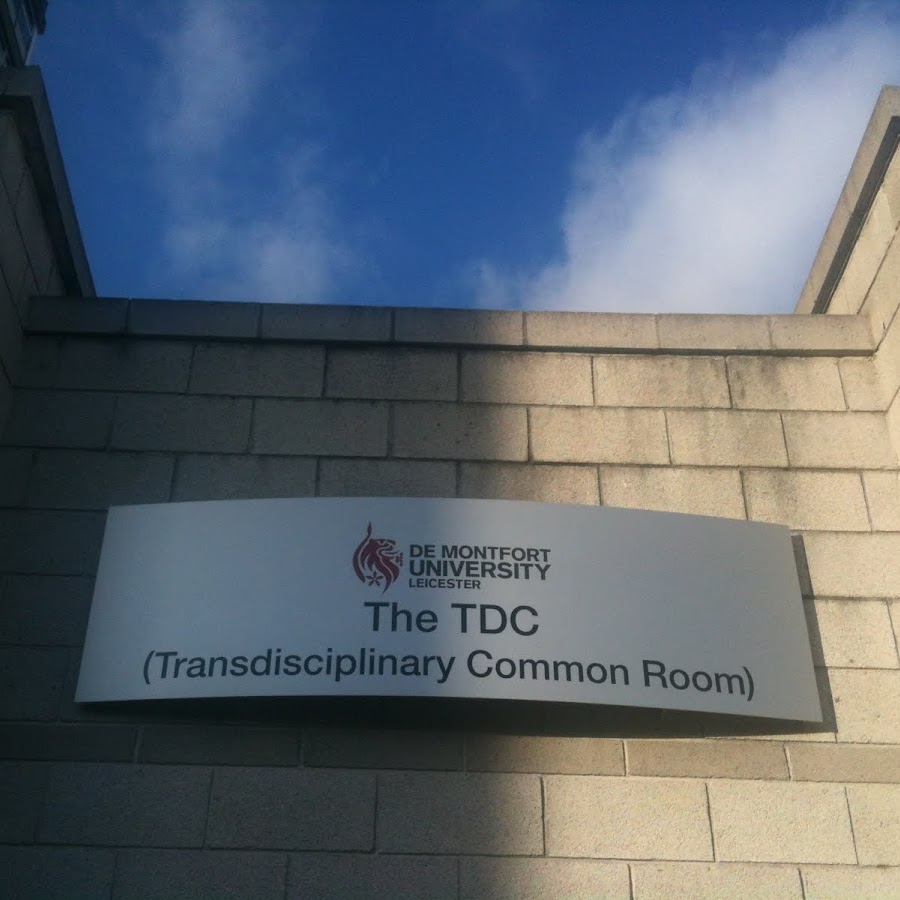 DE MONTFORT
UNIVERSITY
LEICESTER
The TDC
(Transdisciplinary Common Room)